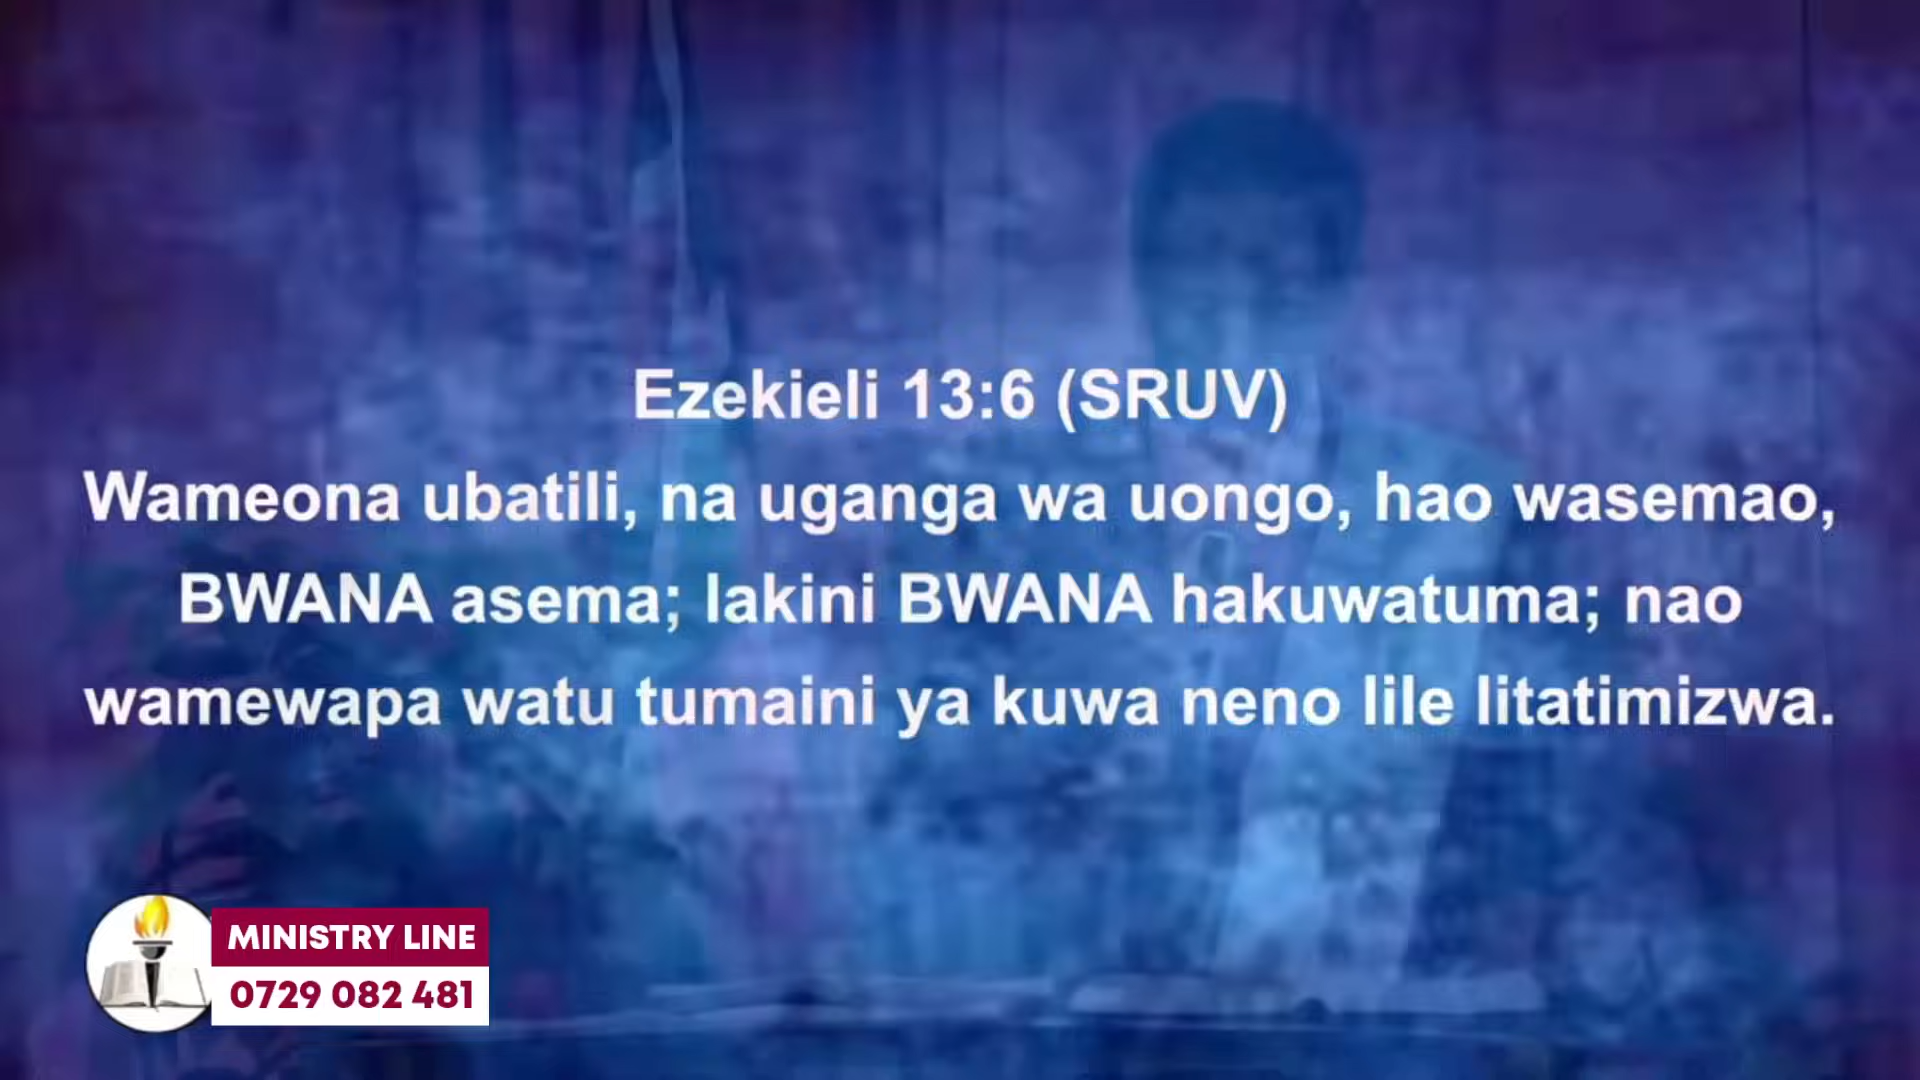 Ezekieli 13:6 (SRUV)
Wameona ubatili, na uganga wa uongo, hao wasemao,
BWANA asema; lakini BWANA hakuwatuma; nao
wamewapa watu tumaini ya kuwa neno lile litatimizwa.
MINISTRY LINE
0729 082 481